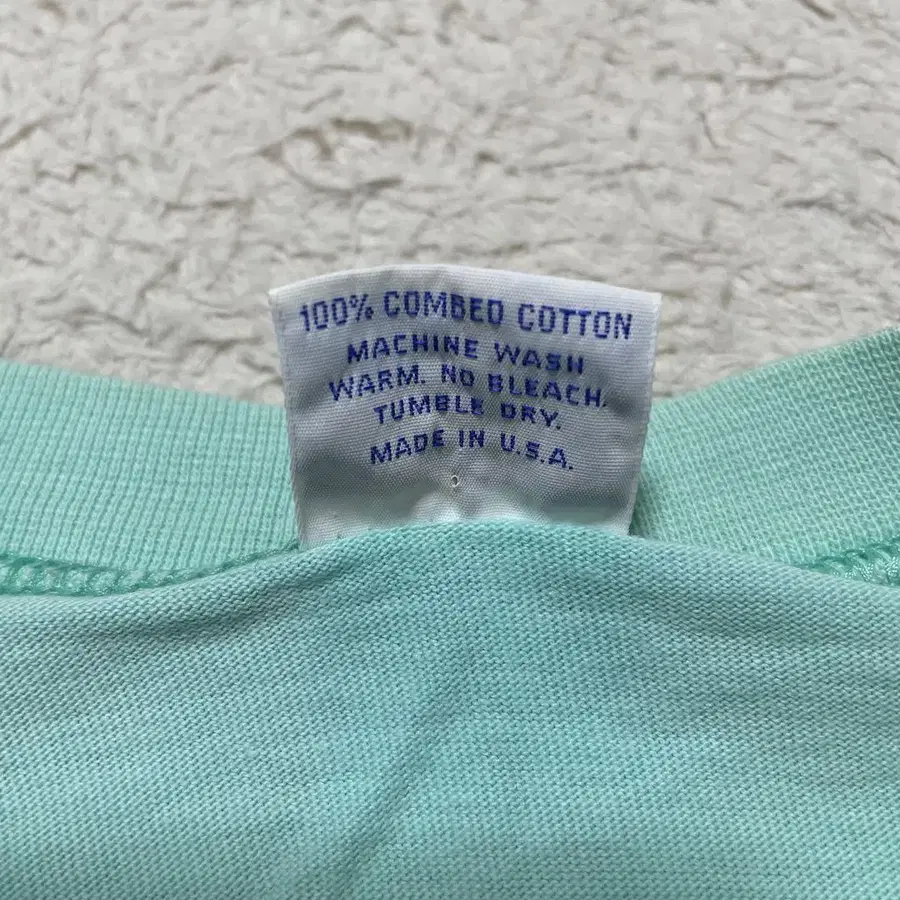 100% COMBED COTTON
MACHINE WASH
WARM. NO BLEACH.
TUMBLE DRY.
MADE IN U.S.A.